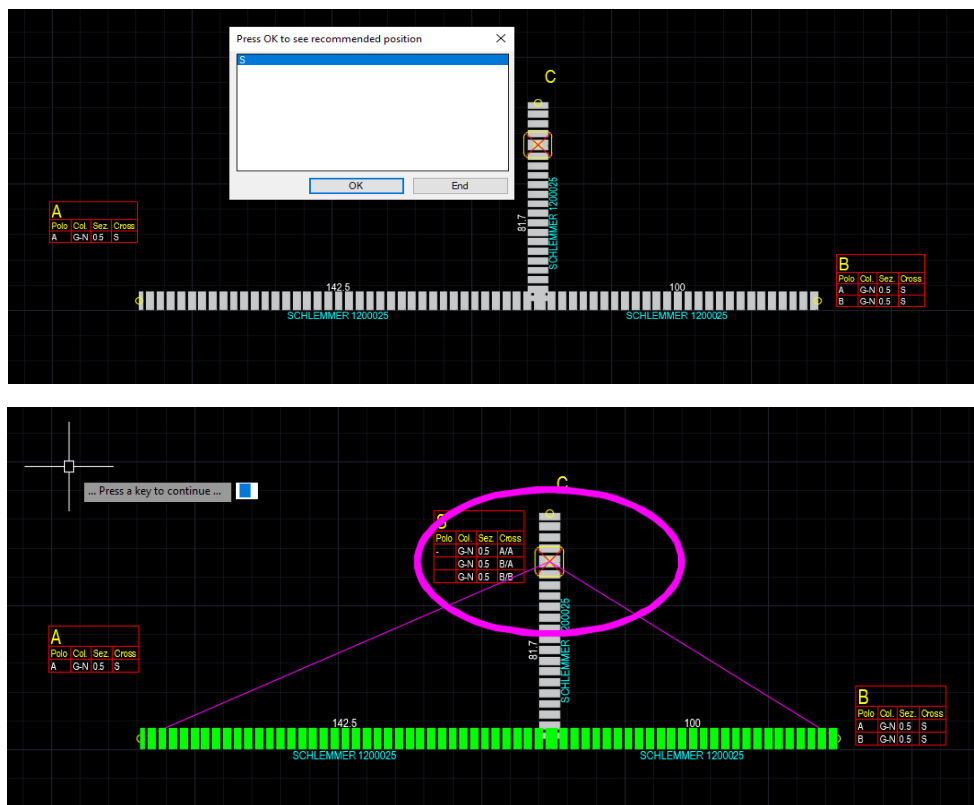 Press OK to see recommended position
S
OK End
C
A
Polo Col. Sez. Cross
A G-N 0.5 S
81.7
SCHLEMMER 1200025
B
Polo Col. Sez. Cross
A G-N 0.5 S
B G-N 0.5 S
142.5
100
SCHLEMMER 1200025
SCHLEMMER 1200025
... Press a key to continue ...
C
S
Polo Col. Sez. Cross
- G-N 0.5 A/A
G-N 0.5 B/A
G-N 0.5 B/B
81.7
SCHLEMMER 1200025
A
Polo Col. Sez. Cross
A G-N 0.5 S
B
Polo Col. Sez. Cross
A G-N 0.5 S
B G-N 0.5 S
142.5
100
SCHLEMMER 1200025
SCHLEMMER 1200025